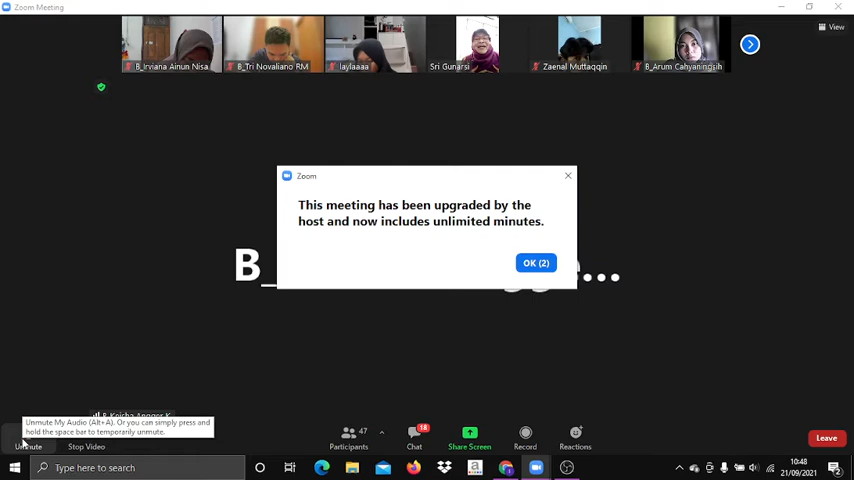 Zoom Meeting
View
B_Irviana Ainun Nisa
B_Tri Novaliano RM
laylaaaa
Sri Gunarsi
Zaenal Muttaqqin
B_Arum Cahyaningsih
Zoom
This meeting has been upgraded by the
host and now includes unlimited minutes.
OK (2)
B_
...
Unmute My Audio (Alt+A). Or you can simply press and
hold the space bar to temporarily unmute.
Unmute
Stop Video
47
Participants
18
Chat
Share Screen
Record
Reactions
Leave
Type here to search
10:48
21/09/2021
2